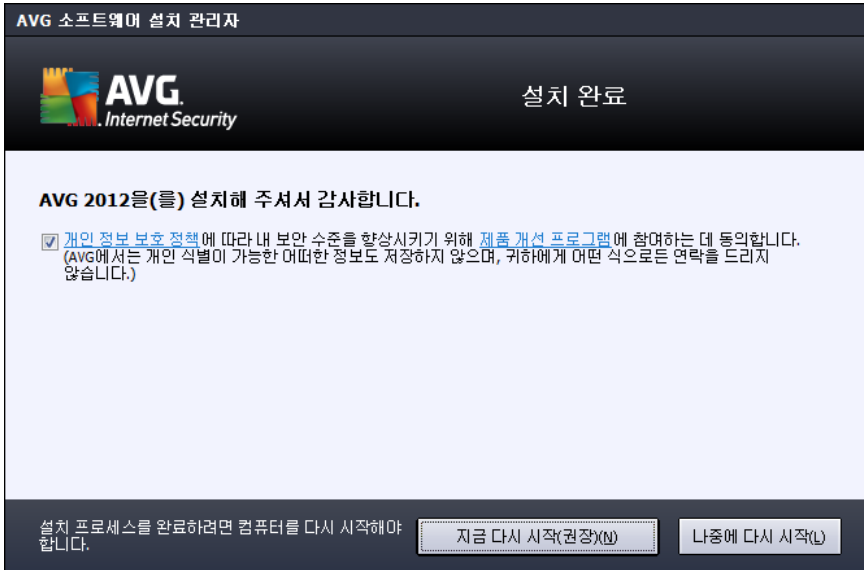 AVG 소프트웨어 설치 관리자
AVG.
Internet Security
설치 완료
AVG 2012을(를) 설치해 주셔서 감사합니다.
개인 정보 보호 정책에 따라 내 보안 수준을 향상시키기 위해 제품 개선 프로그램에 참여하는 데 동의합니다.
(AVG에서는 개인 식별이 가능한 어떠한 정보도 저장하지 않으며, 귀하에게 어떤 식으로든 연락을 드리지
않습니다.)
설치 프로세스를 완료하려면 컴퓨터를 다시 시작해야
합니다.
지금 다시 시작(권장)(N)
나중에 다시 시작(L)